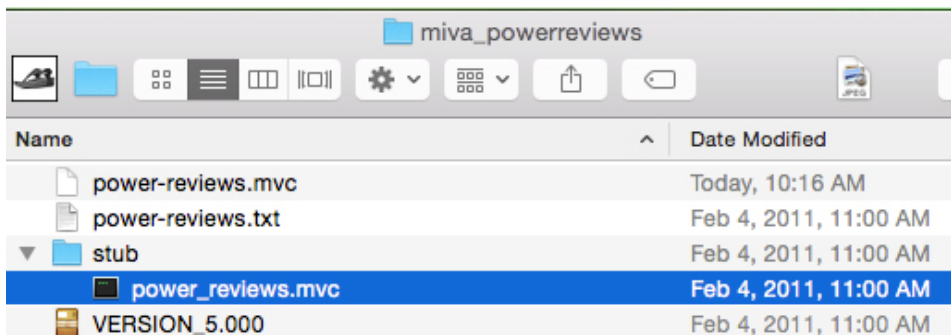 miva_powerreviews
JPEG
Name Date Modified
power-reviews.mvc Today, 10:16 AM
power-reviews.txt Feb 4, 2011, 11:00 AM
stub Feb 4, 2011, 11:00 AM
power_reviews.mvc Feb 4, 2011, 11:00 AM
VERSION_5.000 Feb 4, 2011, 11:00 AM